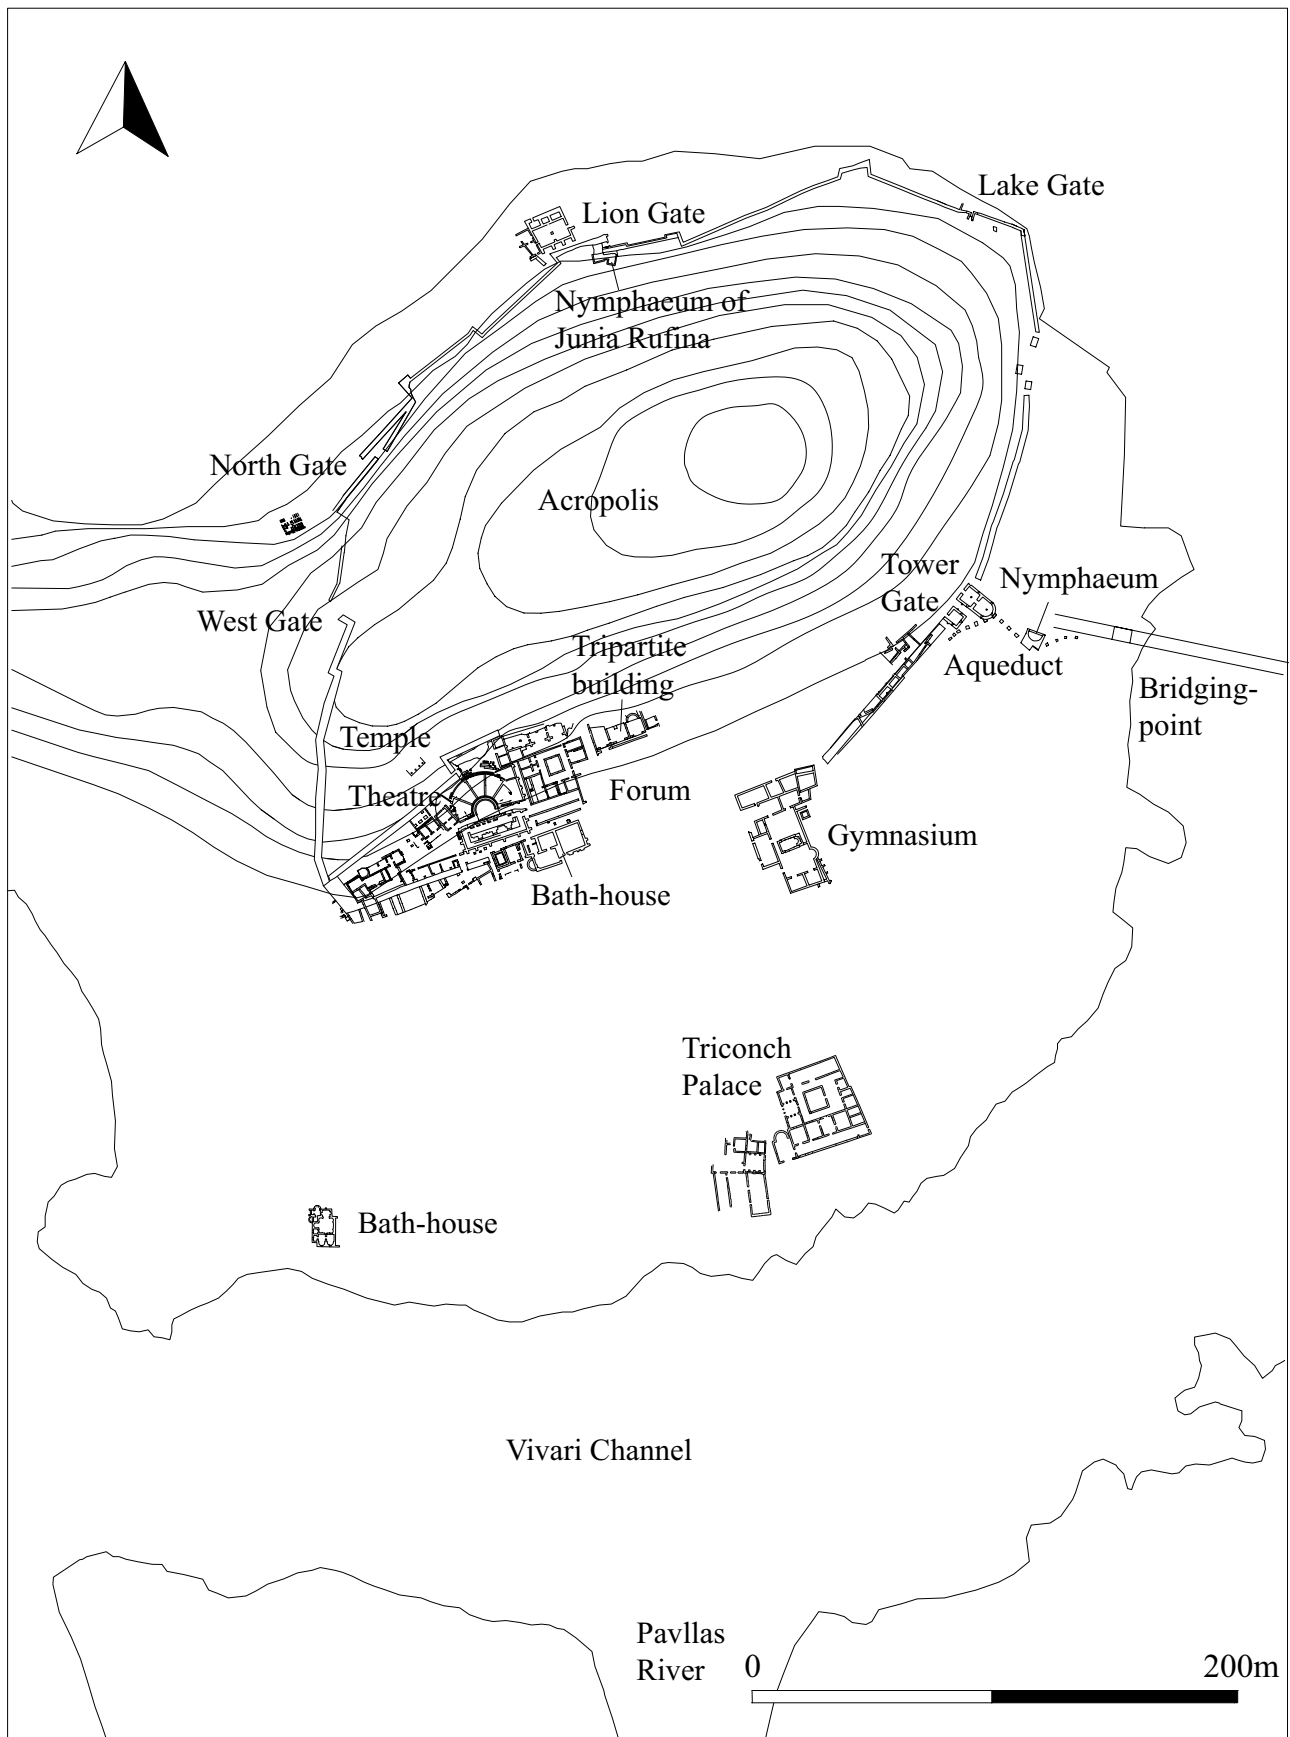 Lake Gate
Lion Gate
Nymphaeum of
Junia Rufina
North Gate
Acropolis
Tower
Gate
Nymphaeum
West Gate
Tripartite
building
Aqueduct
Bridging-
point
Temple
Theatre
Forum
Gymnasium
Bath-house
Triconch
Palace
Bath-house
Vivari Channel
Pavllas
River
0
200m